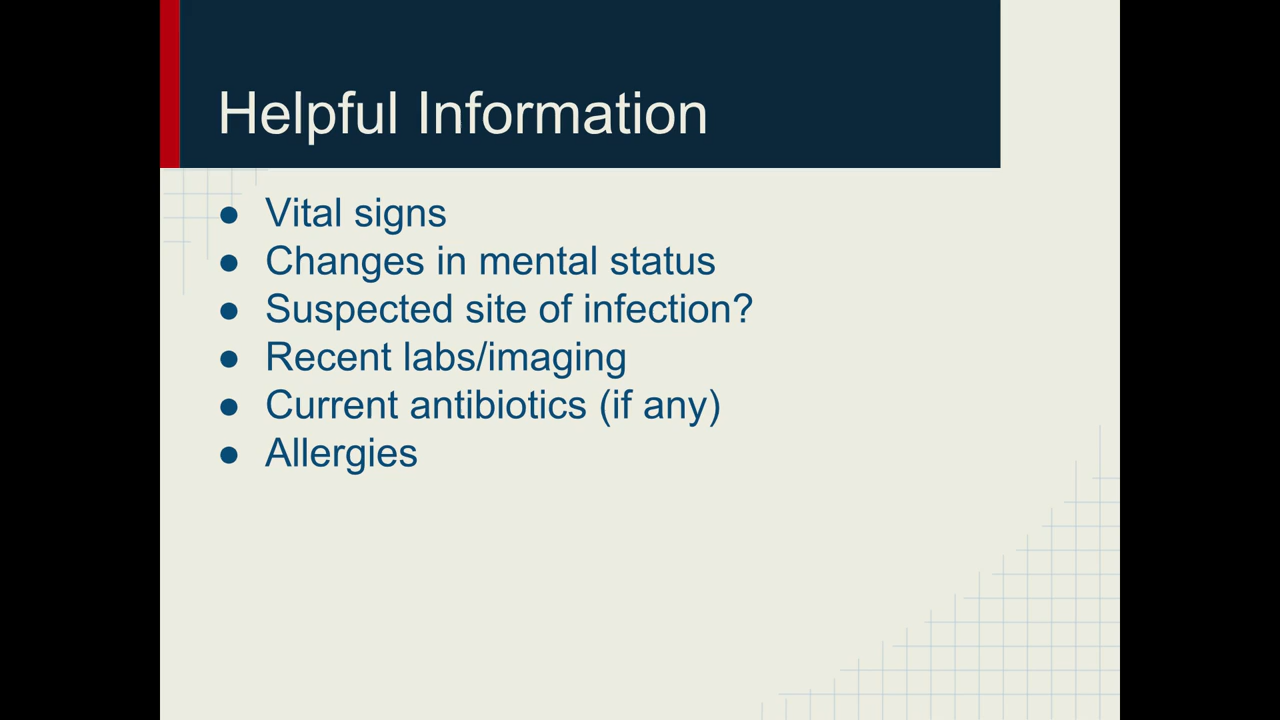 Helpful Information
● Vital signs
● Changes in mental status
● Suspected site of infection?
● Recent labs/imaging
● Current antibiotics (if any)
● Allergies